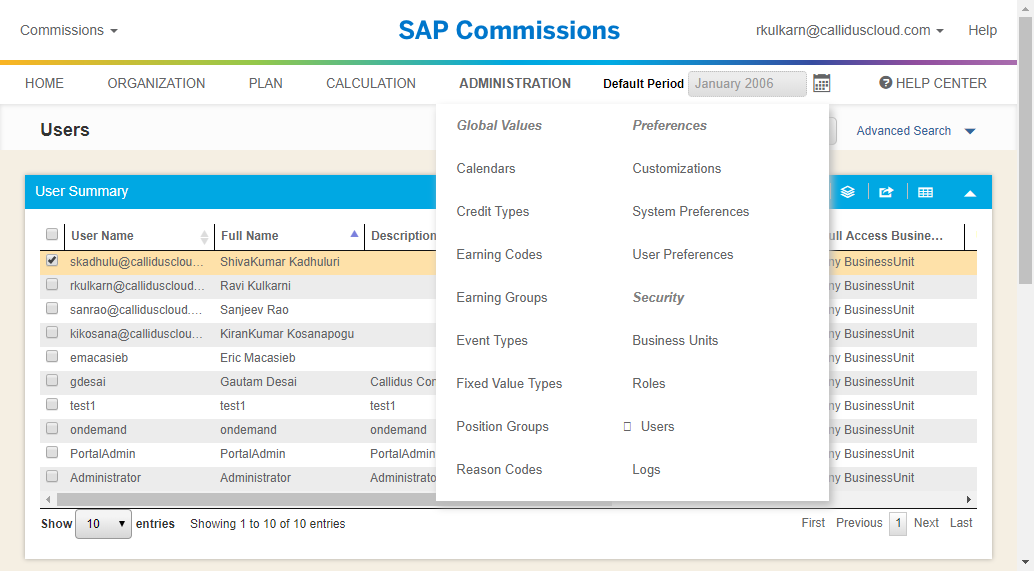 Commissions
SAP Commissions
rkulkarn@calliduscloud.com
Help
HOME ORGANIZATION PLAN CALCULATION ADMINISTRATION Default Period January 2006 HELP CENTER
Users
Advanced Search
Global Values Preferences
Calendars Customizations
Credit Types System Preferences
Earning Codes User Preferences
Earning Groups Security
Event Types Business Units
Fixed Value Types Roles
Position Groups Users
Reason Codes Logs
User Summary
User Name Full Name Description ull Access Busine...
skadhulu@callidusclou... ShivaKumar Kadhuluri ny BusinessUnit
rkulkarn@calliduscloud... Ravi Kulkarni ny BusinessUnit
sanrao@calliduscloud.... Sanjeev Rao ny BusinessUnit
kikosana@calliduscloud... KiranKumar Kosanapogu ny BusinessUnit
emacasieb Eric Macasieb ny BusinessUnit
gdesai Gautam Desai Callidus Cor ny BusinessUnit
test1 test1 test1 ny BusinessUnit
ondemand ondemand ondemand ny BusinessUnit
PortalAdmin PortalAdmin PortalAdmin ny BusinessUnit
Administrator Administrator Administrato ny BusinessUnit
Show 10 entries Showing 1 to 10 of 10 entries First Previous 1 Next Last